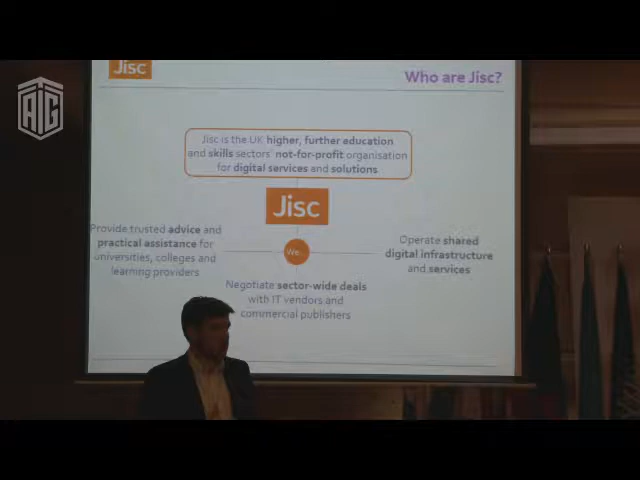 Jisc
Who are Jisc?
AIG
Jisc is the UK higher, further education
and skills sectors' not-for-profit organisation
for digital services and solutions
Jisc
Provide trusted advice and
practical assistance for
universities, colleges and
learning providers
We...
Operate shared
digital infrastructure
and services
Negotiate sector-wide deals
with IT vendors and
commercial publishers